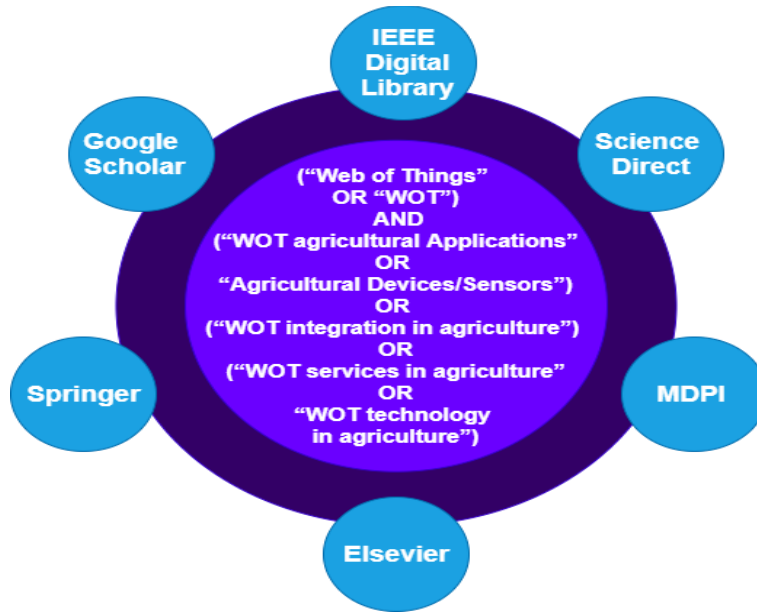 IEEE
Digital
Library
Google
Scholar
Science
Direct
(“Web of Things”
OR “WOT”)
AND
(“WOT agricultural Applications”
OR
“Agricultural Devices/Sensors”)
OR
(“WOT integration in agriculture”)
OR
(“WOT services in agriculture”
OR
“WOT technology
in agriculture”)
Springer
MDPI
Elsevier